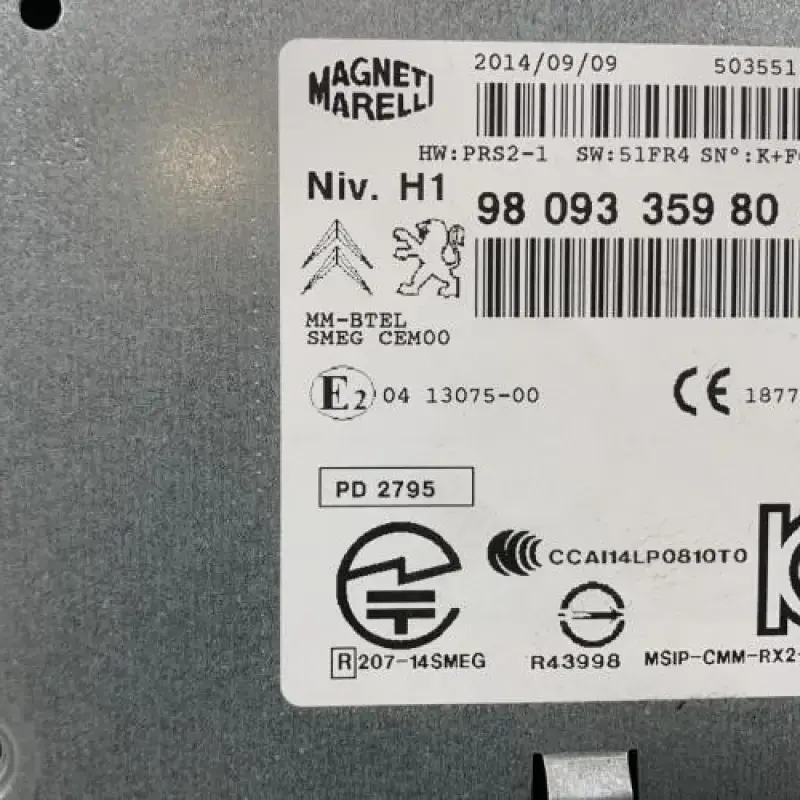 MAGNETI MARELLI
2014/09/09 503551
HW:PRS2-1 SW:51FR4 SN°:K+F
Niv. H1
98 093 359 80
MM-BTEL
SMEG CEM00
E2 04 13075-00
CE 1877
PD 2795
CCAI14LP0810T0
R 207-14SMEG
R43998
MSIP-CMM-RX2-